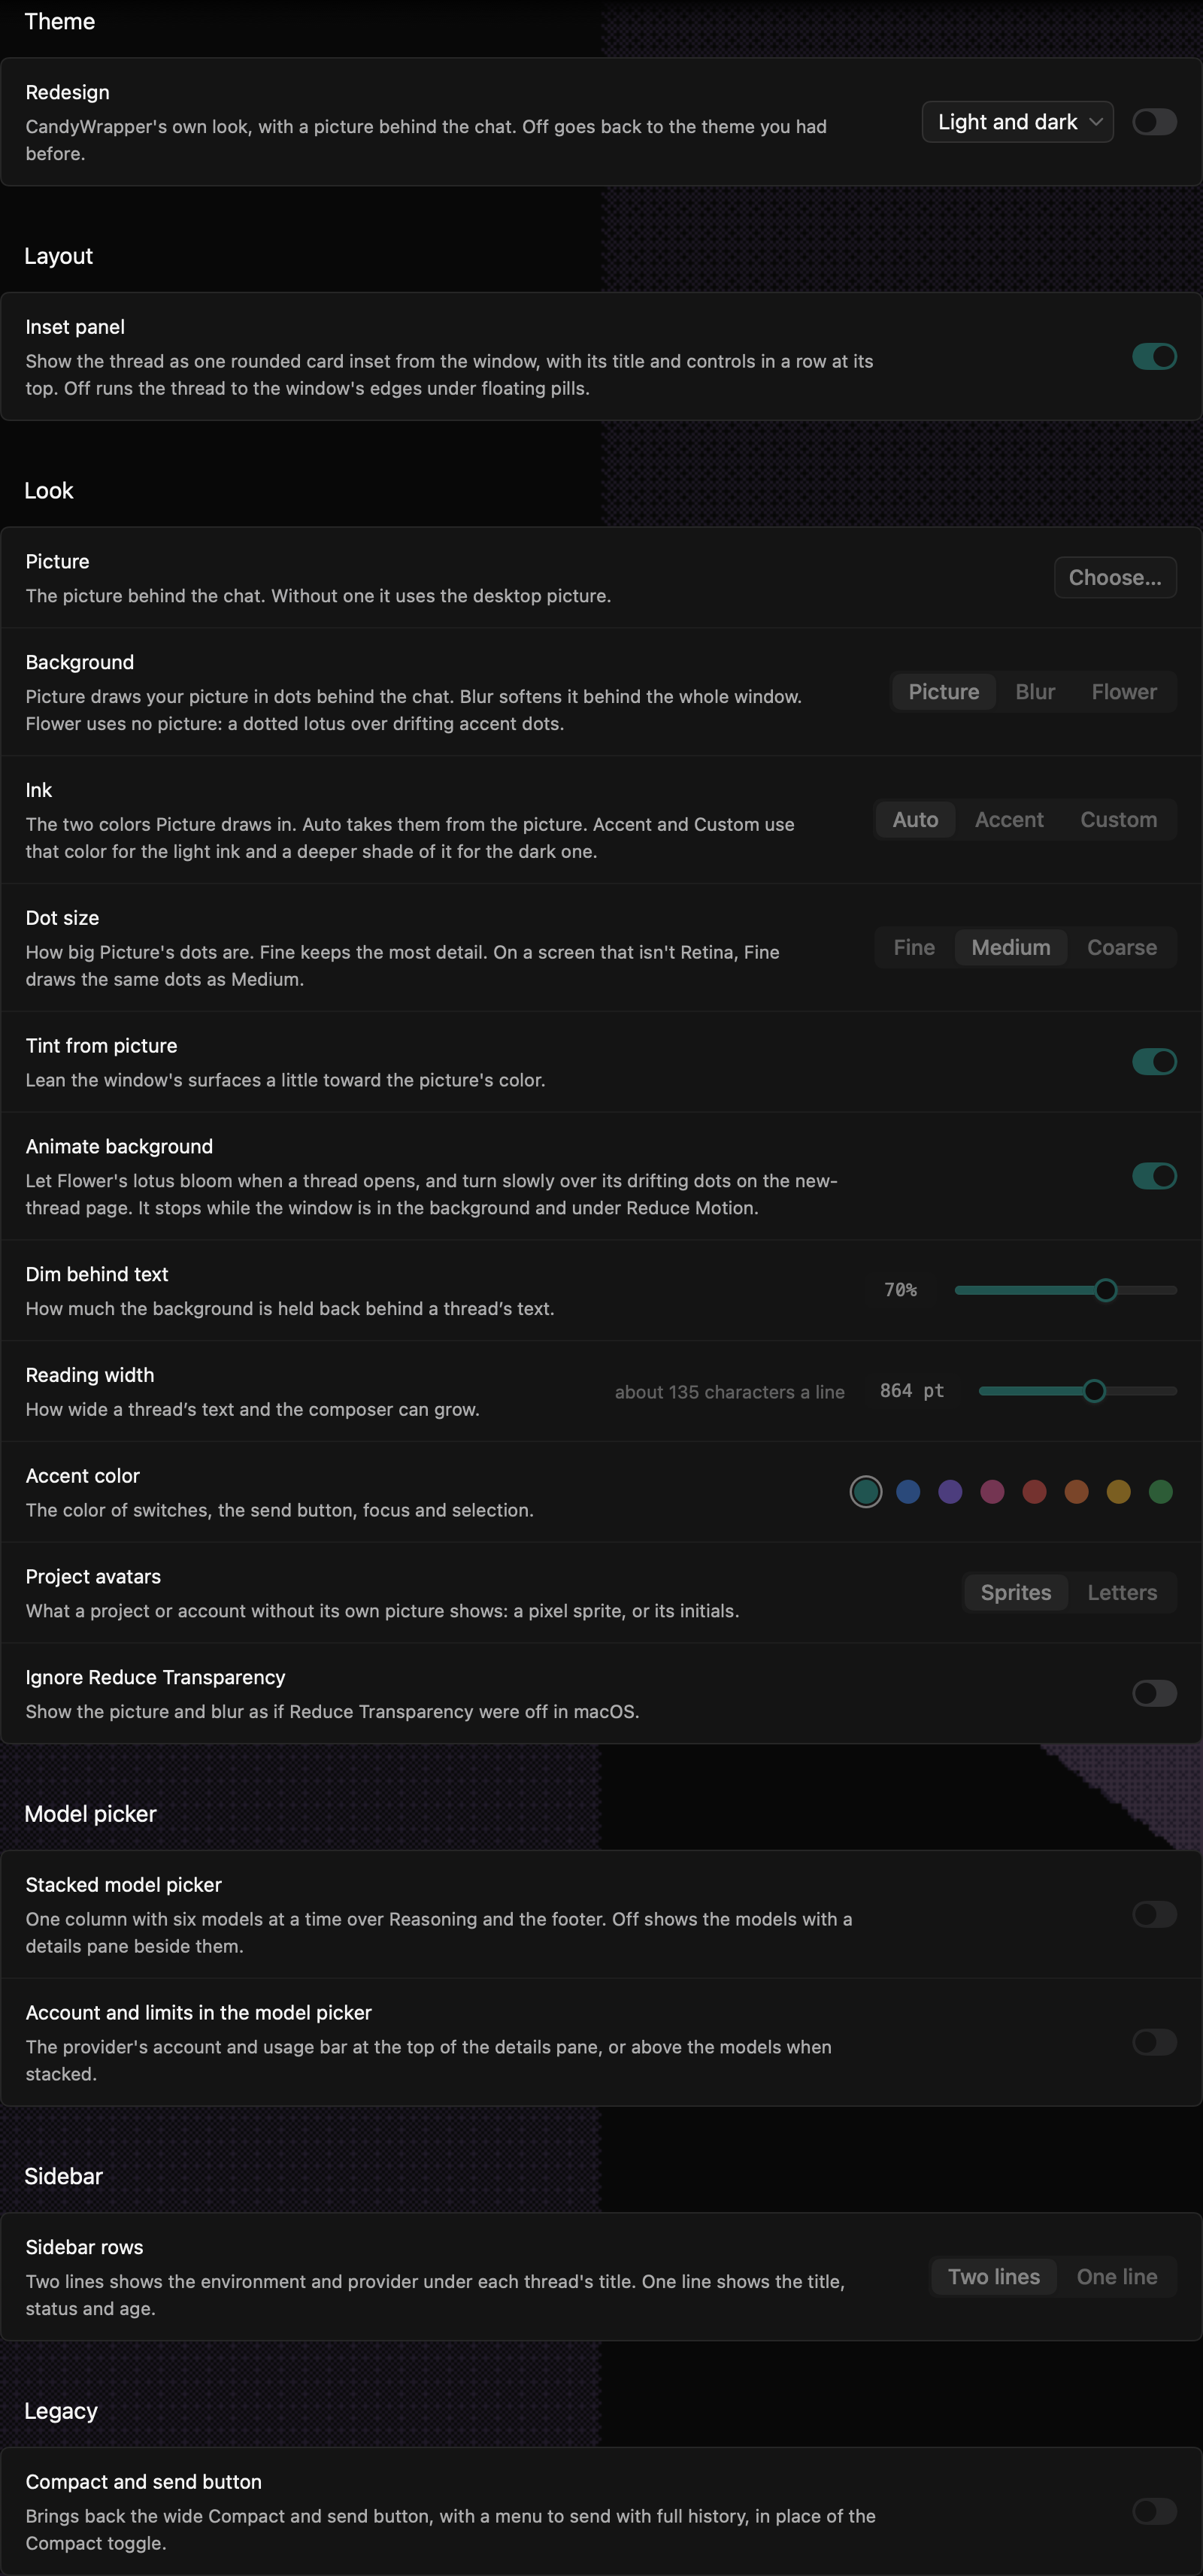 Theme
Redesign
CandyWrapper's own look, with a picture behind the chat. Off goes back to the theme you had
before.
Light and dark
Layout
Inset panel
Show the thread as one rounded card inset from the window, with its title and controls in a row at its
top. Off runs the thread to the window's edges under floating pills.
Look
Picture
The picture behind the chat. Without one it uses the desktop picture.
Choose...
Background
Picture draws your picture in dots behind the chat. Blur softens it behind the whole window.
Flower uses no picture: a dotted lotus over drifting accent dots.
Picture Blur Flower
Ink
The two colors Picture draws in. Auto takes them from the picture. Accent and Custom use
that color for the light ink and a deeper shade of it for the dark one.
Auto Accent Custom
Dot size
How big Picture's dots are. Fine keeps the most detail. On a screen that isn't Retina, Fine
draws the same dots as Medium.
Fine Medium Coarse
Tint from picture
Lean the window's surfaces a little toward the picture's color.
Animate background
Let Flower's lotus bloom when a thread opens, and turn slowly over its drifting dots on the new-
thread page. It stops while the window is in the background and under Reduce Motion.
Dim behind text
How much the background is held back behind a thread’s text.
70%
Reading width
How wide a thread’s text and the composer can grow.
about 135 characters a line 864 pt
Accent color
The color of switches, the send button, focus and selection.
Project avatars
What a project or account without its own picture shows: a pixel sprite, or its initials.
Sprites Letters
Ignore Reduce Transparency
Show the picture and blur as if Reduce Transparency were off in macOS.
Model picker
Stacked model picker
One column with six models at a time over Reasoning and the footer. Off shows the models with a
details pane beside them.
Account and limits in the model picker
The provider's account and usage bar at the top of the details pane, or above the models when
stacked.
Sidebar
Sidebar rows
Two lines shows the environment and provider under each thread's title. One line shows the title,
status and age.
Two lines One line
Legacy
Compact and send button
Brings back the wide Compact and send button, with a menu to send with full history, in place of the
Compact toggle.